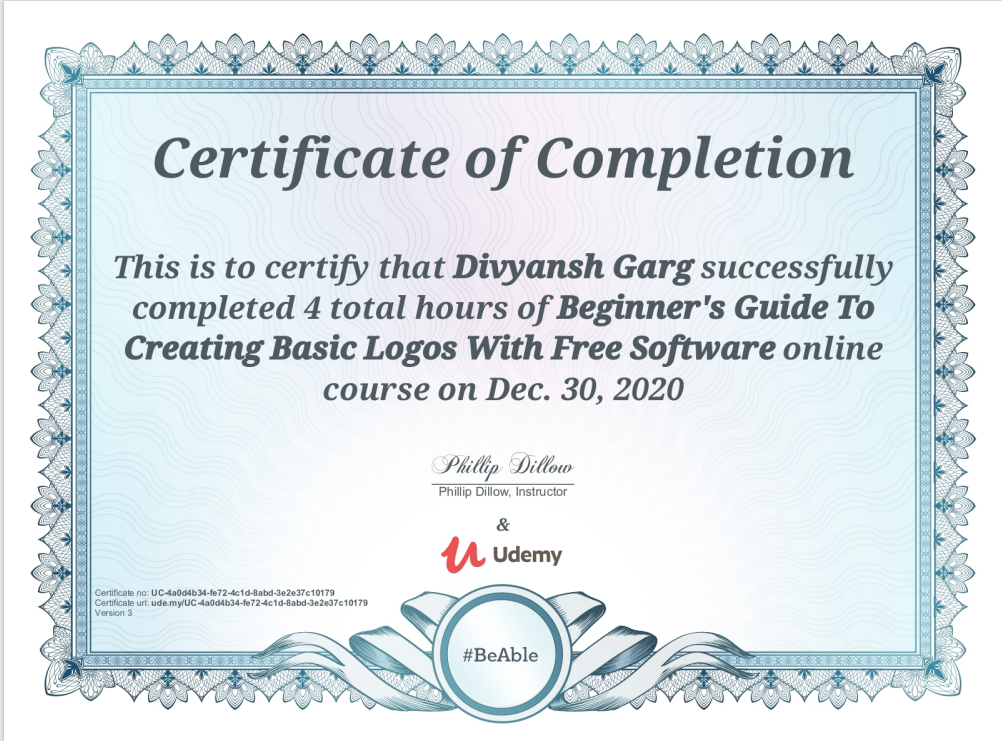 Certificate of Completion
This is to certify that Divyansh Garg successfully
completed 4 total hours of Beginner's Guide To
Creating Basic Logos With Free Software online
course on Dec. 30, 2020
Phillip Dillow
Phillip Dillow, Instructor
&
Udemy
Certificate no: UC-4a0d4b34-fe72-4c1d-8abd-3e2e37c10179
Certificate url: ude.my/UC-4a0d4b34-fe72-4c1d-8abd-3e2e37c10179
Version 3
#BeAble